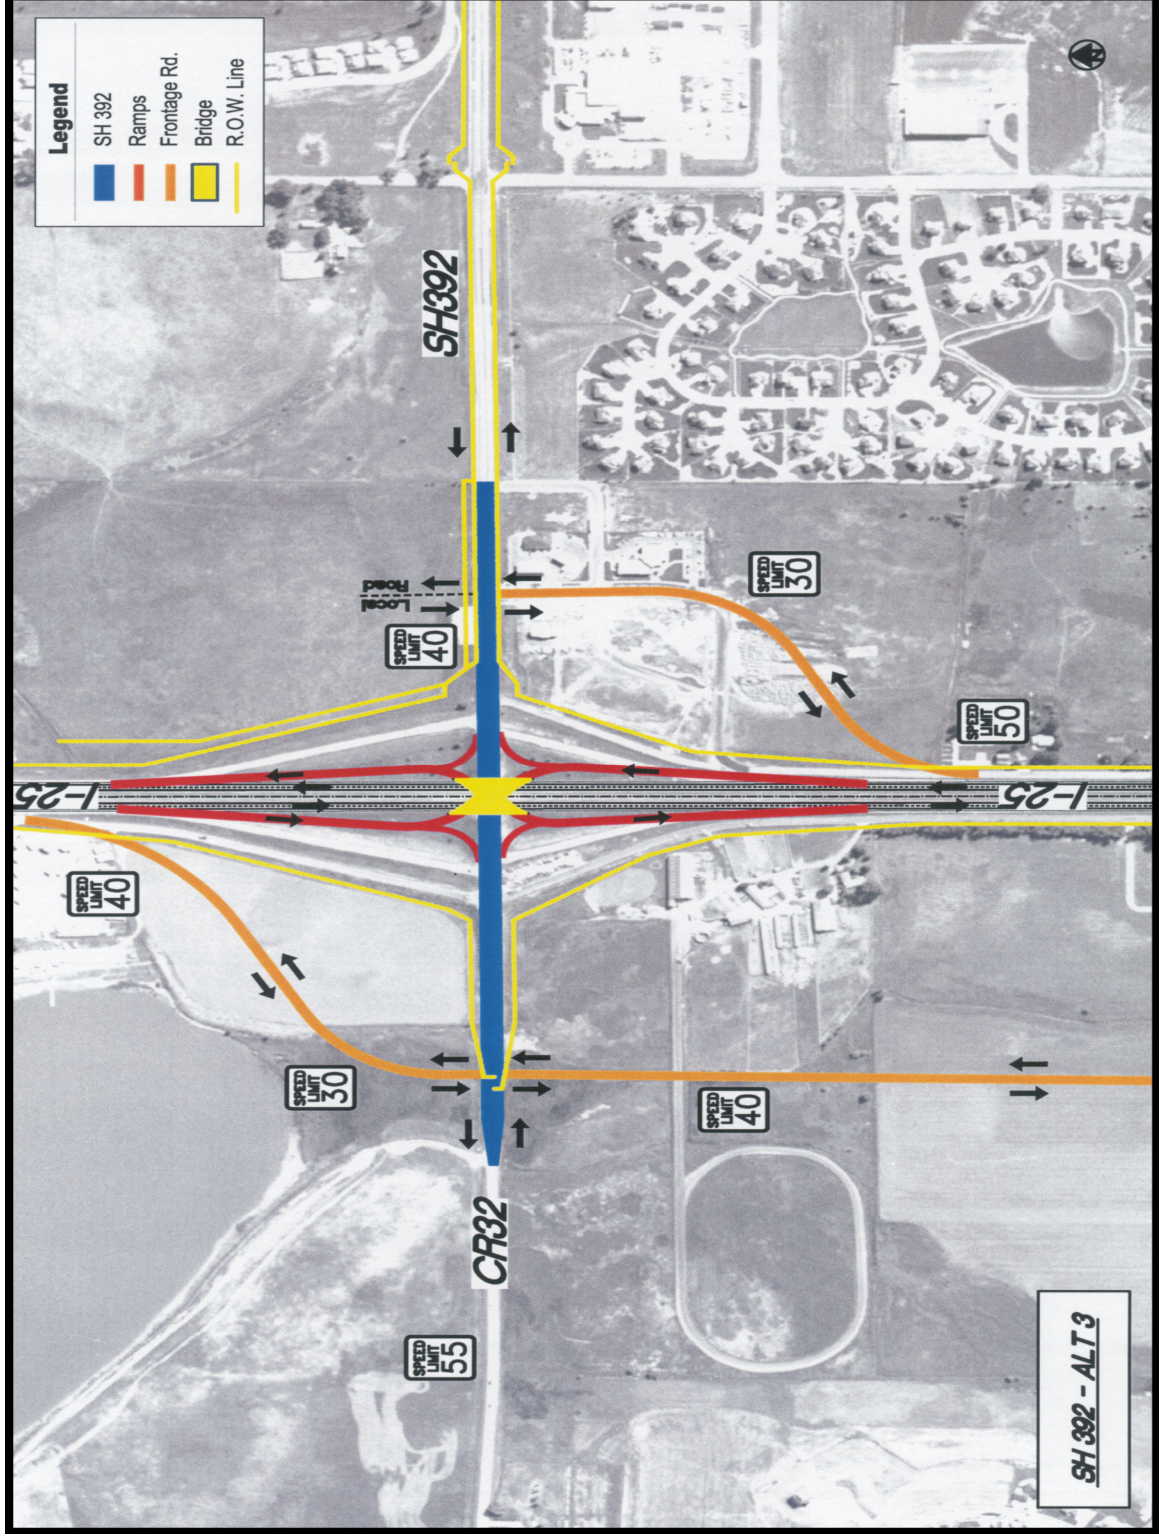 Legend
SH 392
Ramps
Frontage Rd.
Bridge
R.O.W. Line
N
SH392
Local
Road
SPEED
LIMIT
40
SPEED
LIMIT
30
SPEED
LIMIT
50
I-25
I-25
SPEED
LIMIT
40
SPEED
LIMIT
30
SPEED
LIMIT
40
CR32
SPEED
LIMIT
55
SH 392 - ALT 3